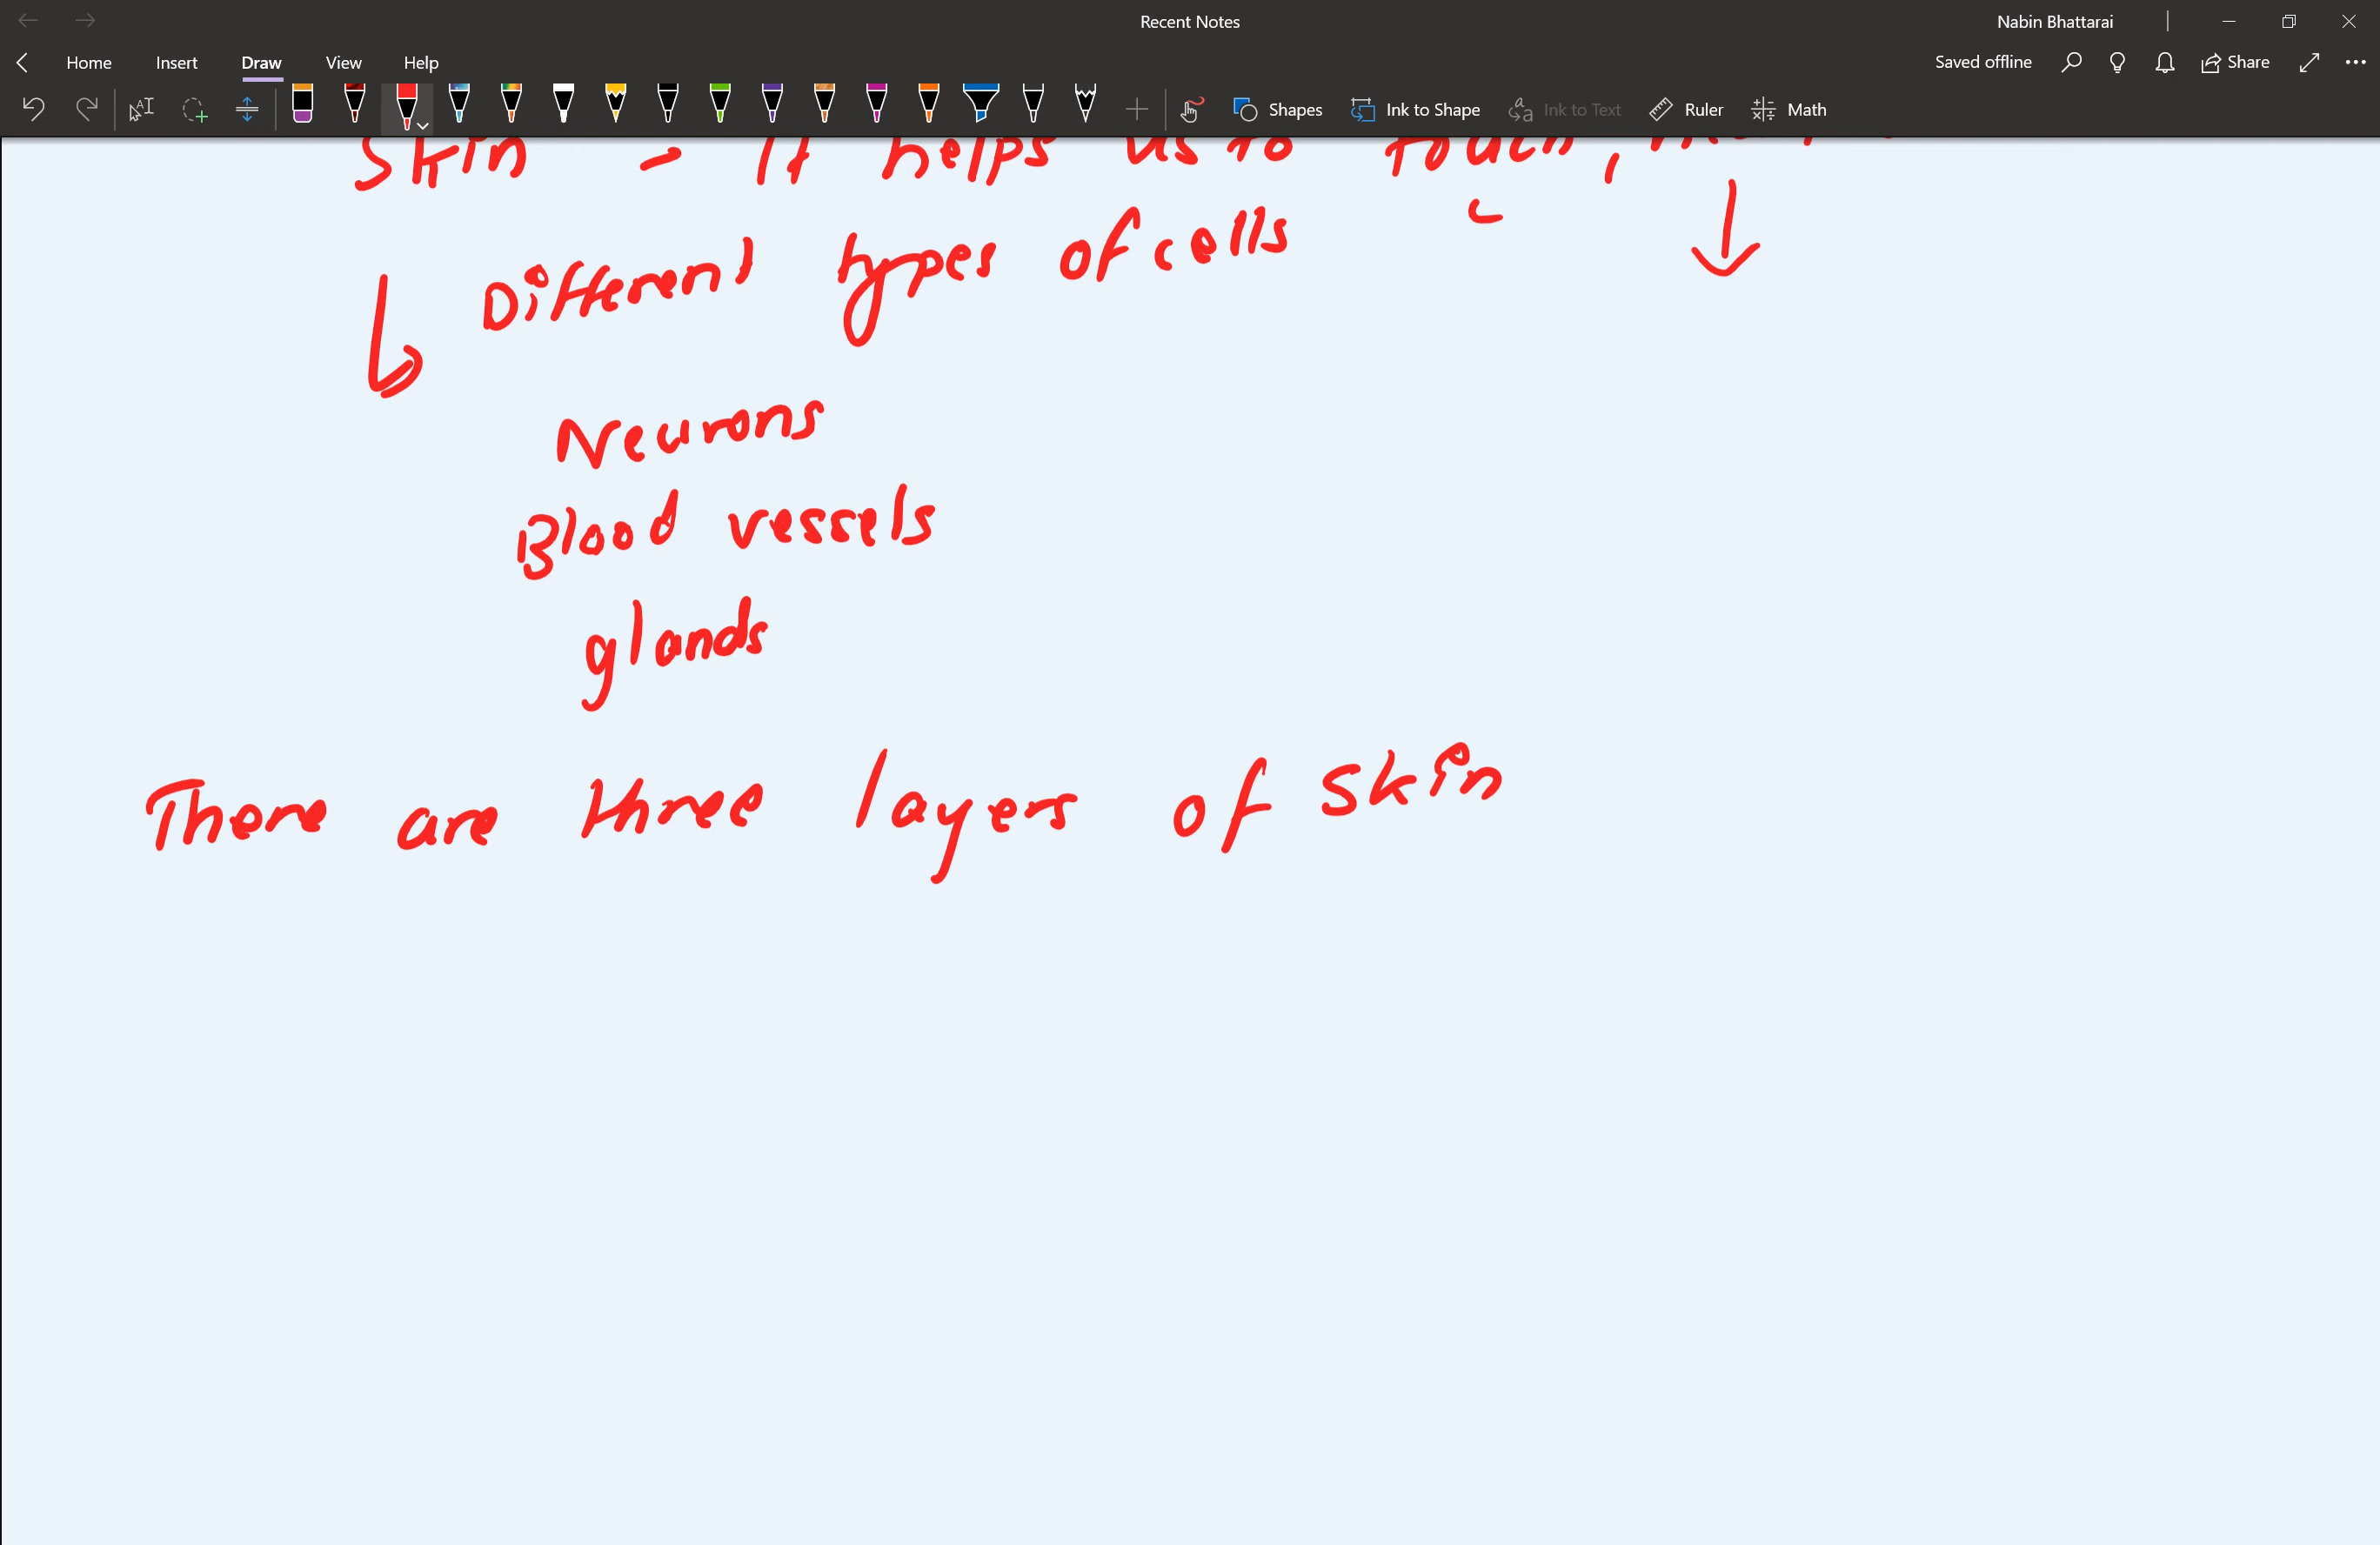 Recent Notes
Nabin Bhattarai
Home Insert Draw View Help
Saved offline
Share
Shapes Ink to Shape Ink to Text Ruler Math
Skin - It helps us to touch,
Different types of cells
Neurons
Blood vessels
glands
There are three layers of skin